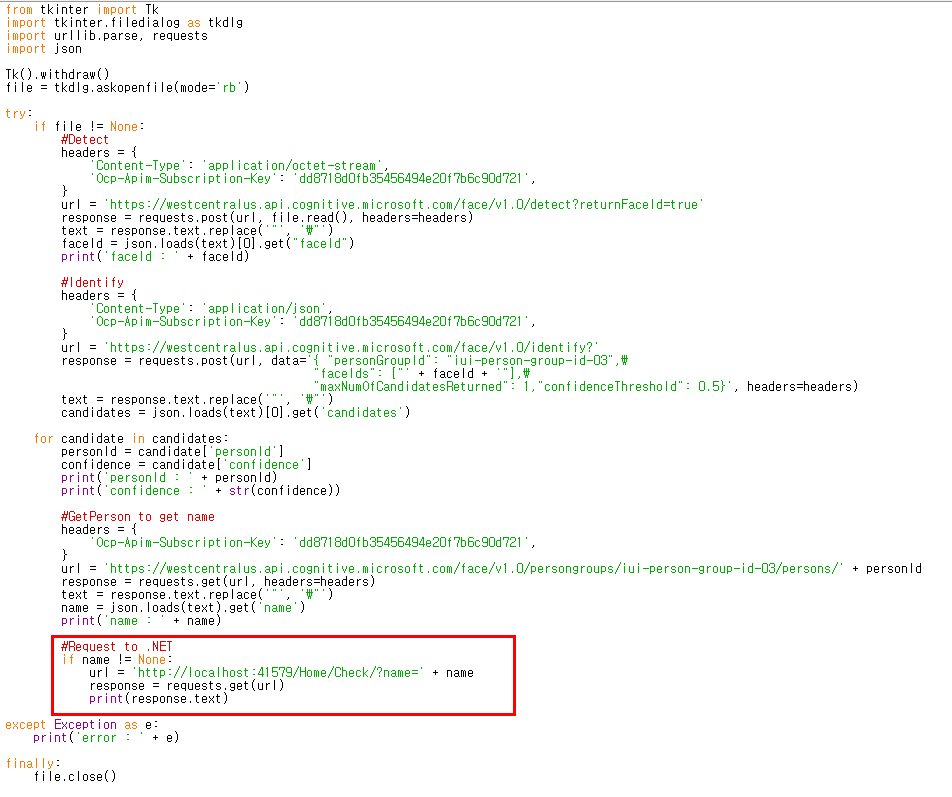 from tkinter import Tk
import tkinter.filedialog as tkdlg
import urllib.parse, requests
import json

Tk().withdraw()
file = tkdlg.askopenfile(mode='rb')

try:
    if file != None:
        #Detect
        headers = {
            'Content-Type': 'application/octet-stream',
            'Ocp-Apim-Subscription-Key': 'dd8718d0fb35456494e20f7b6c90d721',
        }
        url = 'https://westcentralus.api.cognitive.microsoft.com/face/v1.0/detect?returnFaceId=true'
        response = requests.post(url, file.read(), headers=headers)
        text = response.text.replace('"', '₩"')
        faceId = json.loads(text)[0].get("faceId")
        print('faceId : ' + faceId)

        #Identify
        headers = {
            'Content-Type': 'application/json',
            'Ocp-Apim-Subscription-Key': 'dd8718d0fb35456494e20f7b6c90d721',
        }
        url = 'https://westcentralus.api.cognitive.microsoft.com/face/v1.0/identify?'
        response = requests.post(url, data='{ "personGroupId": "iui-person-group-id-03",₩
                                            "faceIds": ["' + faceId + '"],₩
                                            "maxNumOfCandidatesReturned": 1,"confidenceThreshold": 0.5}', headers=headers)
        text = response.text.replace('"', '₩"')
        candidates = json.loads(text)[0].get('candidates')

    for candidate in candidates:
        personId = candidate['personId']
        confidence = candidate['confidence']
        print('personId : ' + personId)
        print('confidence : ' + str(confidence))

        #GetPerson to get name
        headers = {
            'Ocp-Apim-Subscription-Key': 'dd8718d0fb35456494e20f7b6c90d721',
        }
        url = 'https://westcentralus.api.cognitive.microsoft.com/face/v1.0/persongroups/iui-person-group-id-03/persons/' + personId
        response = requests.get(url, headers=headers)
        text = response.text.replace('"', '₩"')
        name = json.loads(text).get('name')
        print('name : ' + name)

        #Request to .NET
        if name != None:
            url = 'http://localhost:41579/Home/Check/?name=' + name
            response = requests.get(url)
            print(response.text)

except Exception as e:
    print('error : ' + e)

finally:
    file.close()